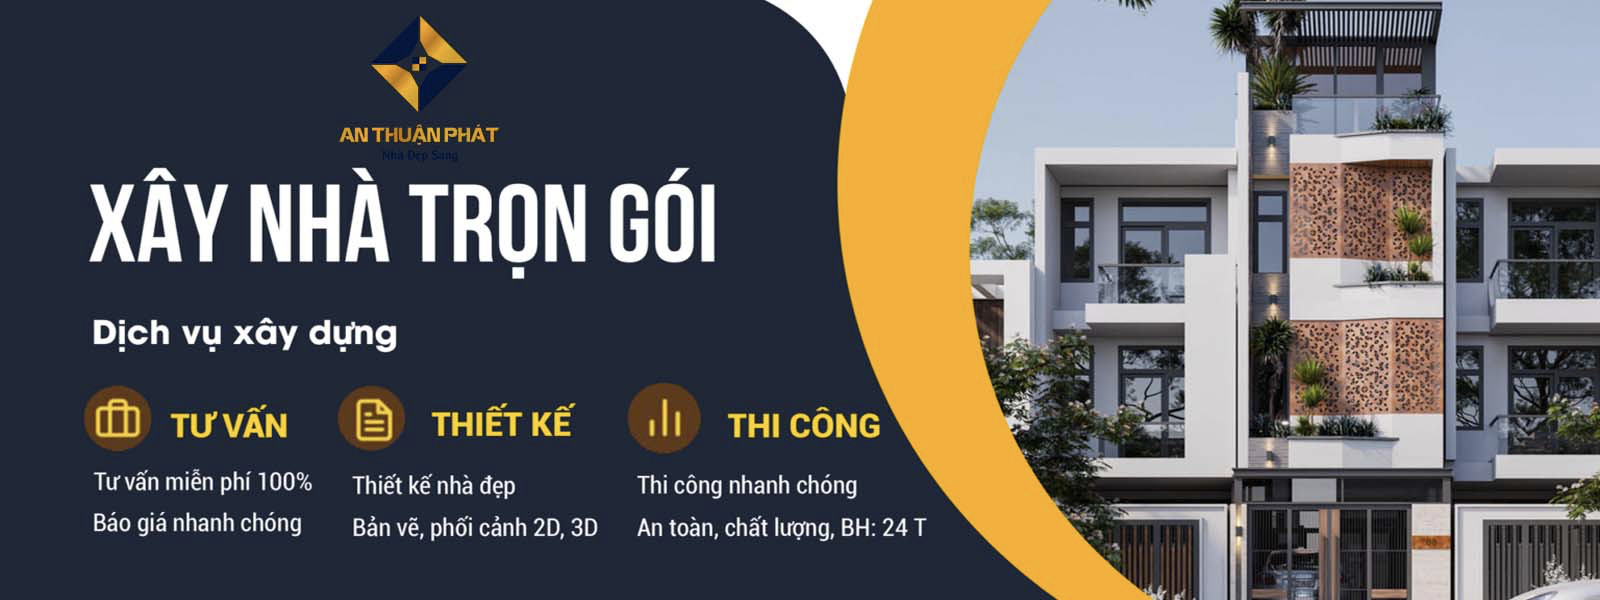 AN THUẬN PHÁT
Nhà Đẹp Sang
XÂY NHÀ TRỌN GÓI
Dịch vụ xây dựng
TƯ VẤN
Tư vấn miễn phí 100%
Báo giá nhanh chóng
THIẾT KẾ
Thiết kế nhà đẹp
Bản vẽ, phối cảnh 2D, 3D
THI CÔNG
Thi công nhanh chóng
An toàn, chất lượng, BH: 24 T